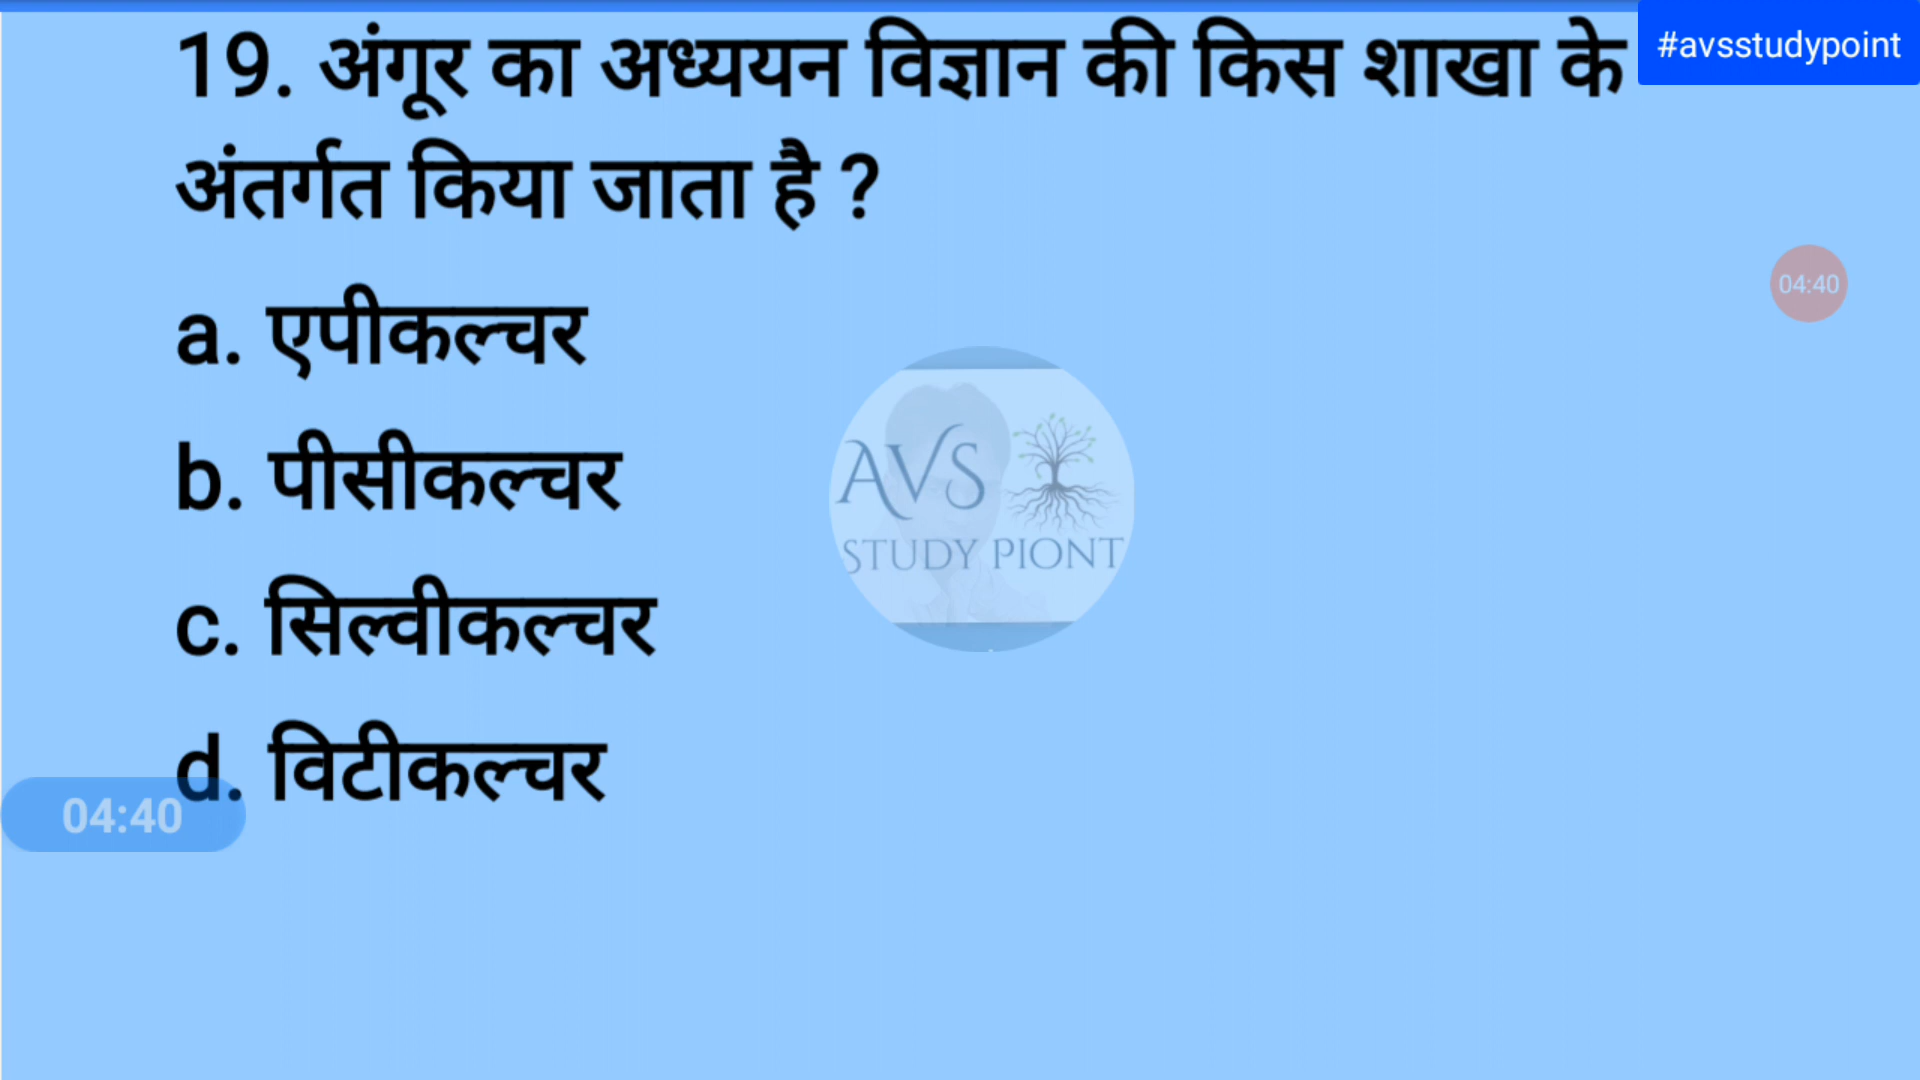 19. अंगूर का अध्ययन विज्ञान की किस शाखा के
#avsstudypoint
अंतर्गत किया जाता है ?
04:40
a. एपीकल्चर
b. पीसीकल्चर
AVS
STUDY PIONT
c. सिल्वीकल्चर
d. विटीकल्चर
04:40